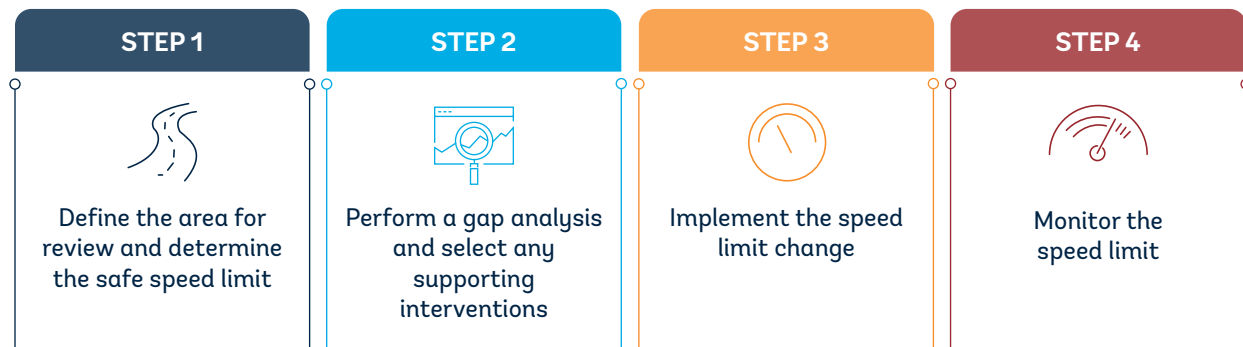 STEP 1
Define the area for
review and determine
the safe speed limit
STEP 2
Perform a gap analysis
and select any
supporting
interventions
STEP 3
Implement the speed
limit change
STEP 4
Monitor the
speed limit